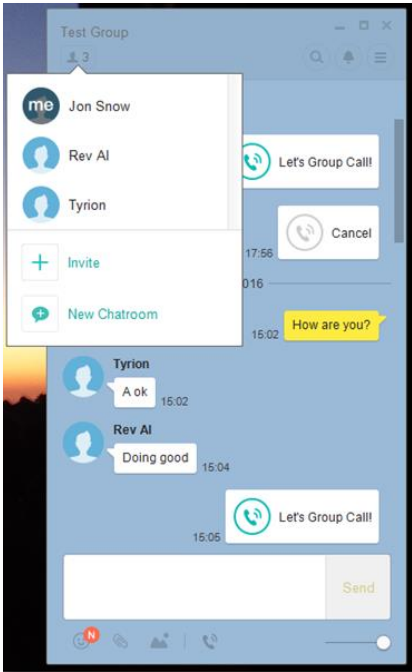 Test Group
3
me Jon Snow
Rev Al
Tyrion
Invite
New Chatroom
Let's Group Call!
Cancel
17:56
016
How are you?
15:02
Tyrion
A ok
15:02
Rev Al
Doing good
15:04
Let's Group Call!
15:05
Send
N